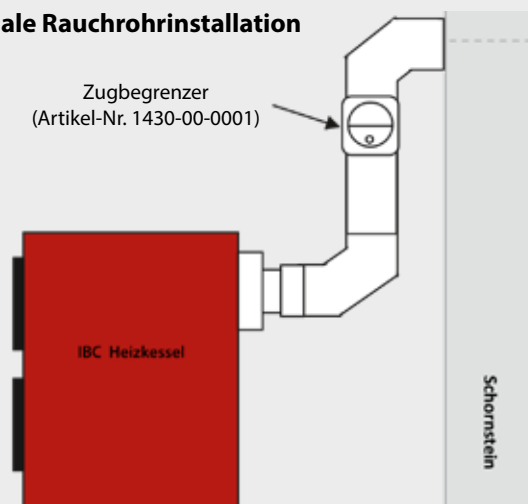 ale Rauchrohrinstallation
Zugbegrenzer
(Artikel-Nr. 1430-00-0001)
IBC Heizkessel
Schornstein